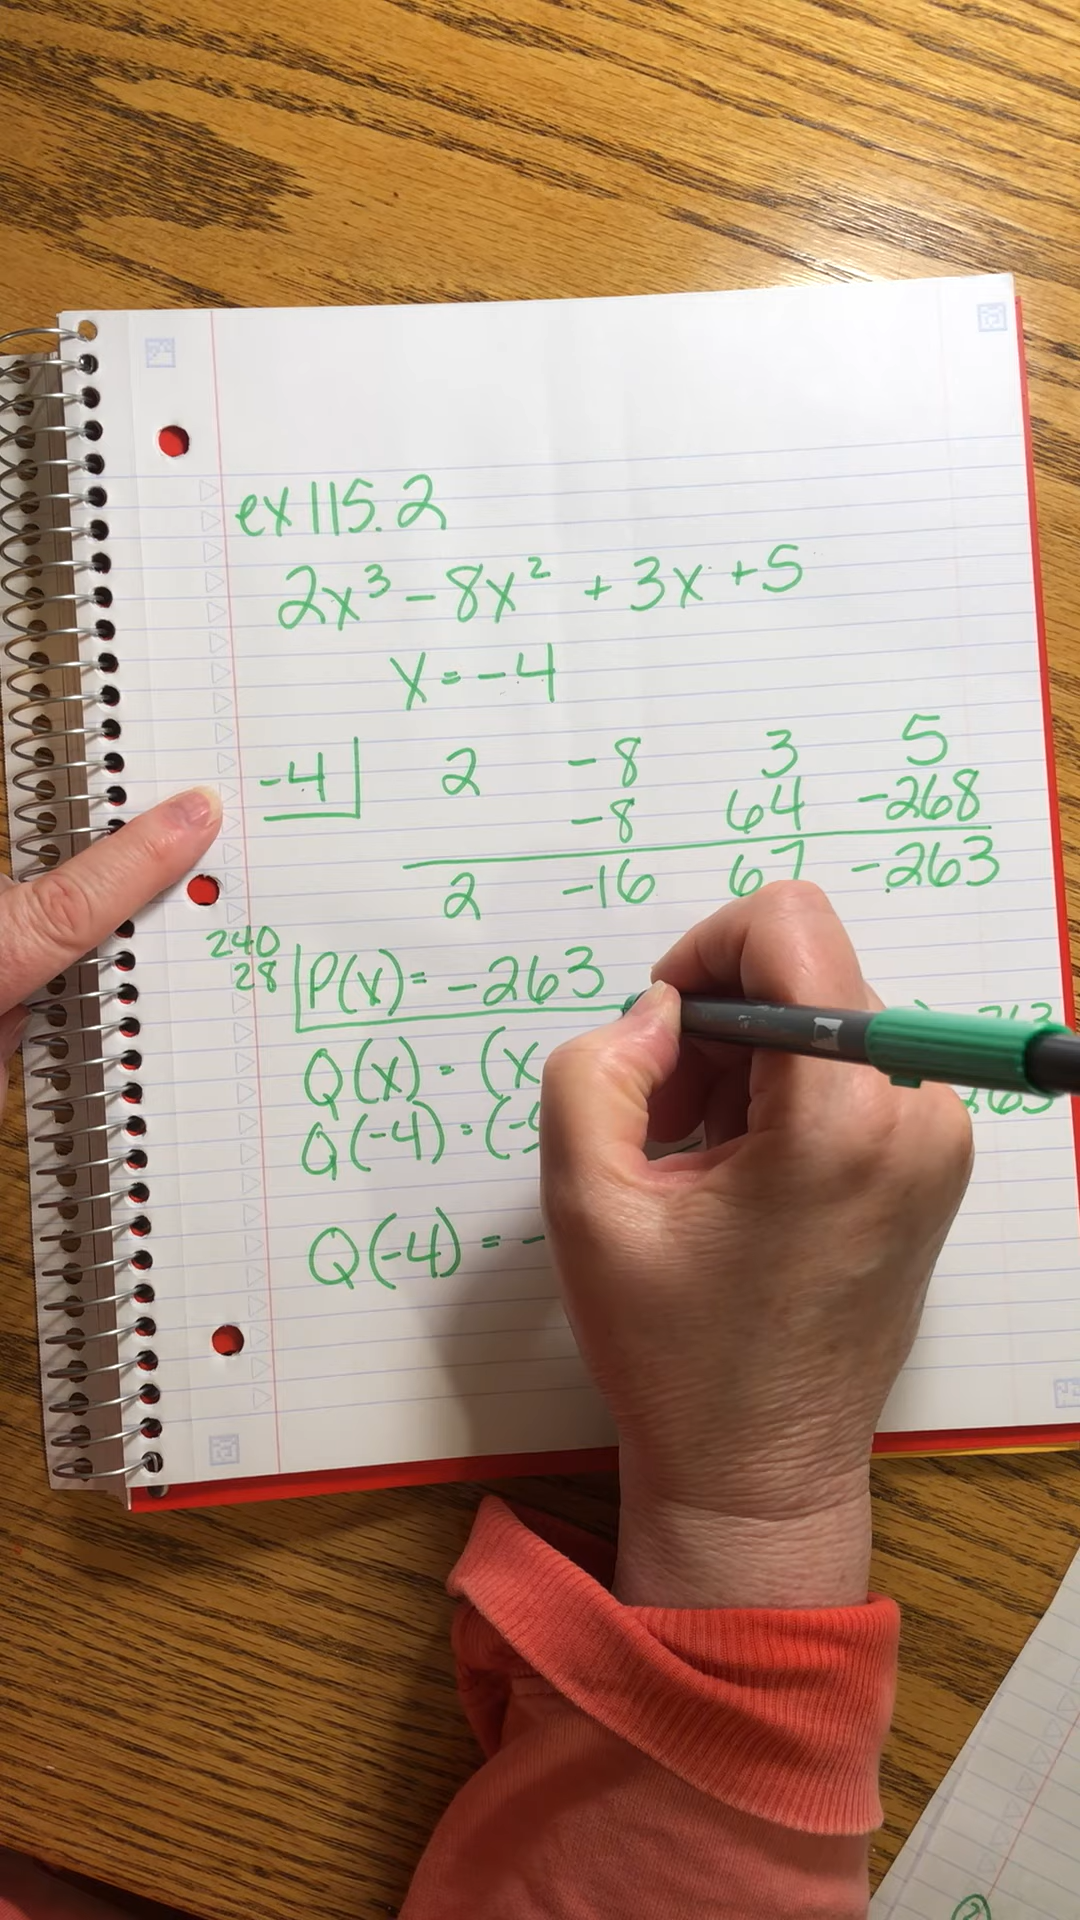 ex 115.2
2x³ - 8x² + 3x + 5
x = -4
-4 2 -8 3 5
-8 64 -268
2 -16 67 -263
240
28
P(x) = -263
Q(x) = (x
Q(-4) = (-
Q(-4) = -